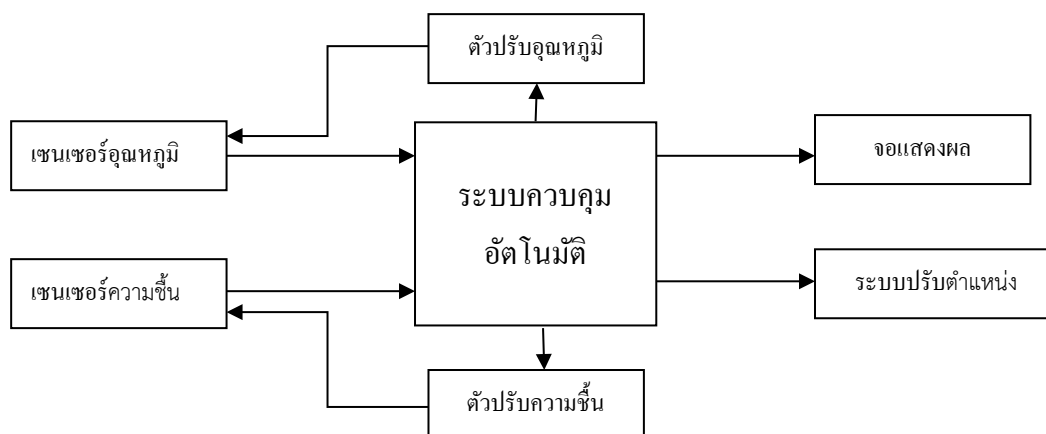 ตัวปรับอุณหภูมิ
เซนเซอร์อุณหภูมิ
จอแสดงผล
ระบบควบคุม
อัตโนมัติ
เซนเซอร์ความชื้น
ระบบปรับตำแหน่ง
ตัวปรับความชื้น